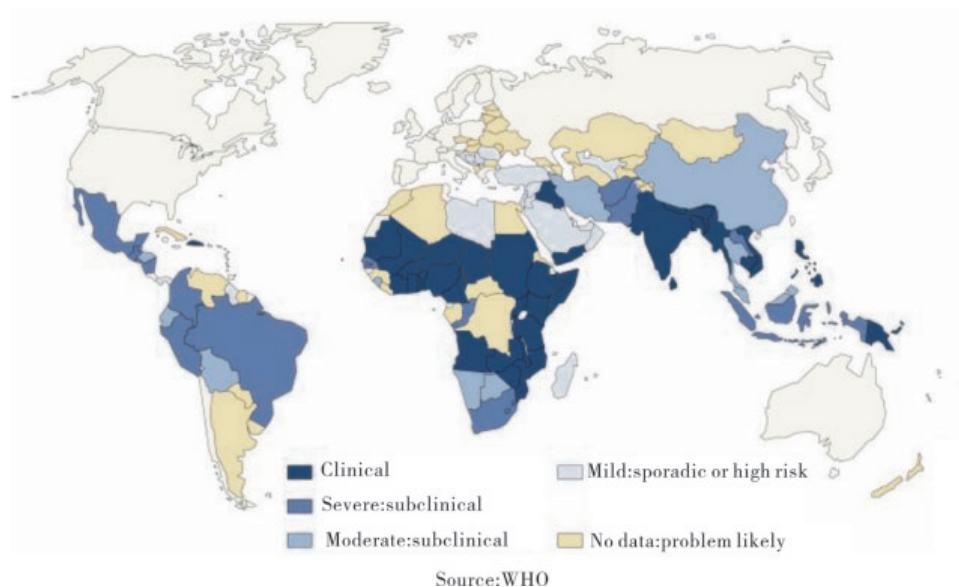 Clinical
Severe:subclinical
Moderate:subclinical
Mild:sporadic or high risk
No data:problem likely
Source:WHO